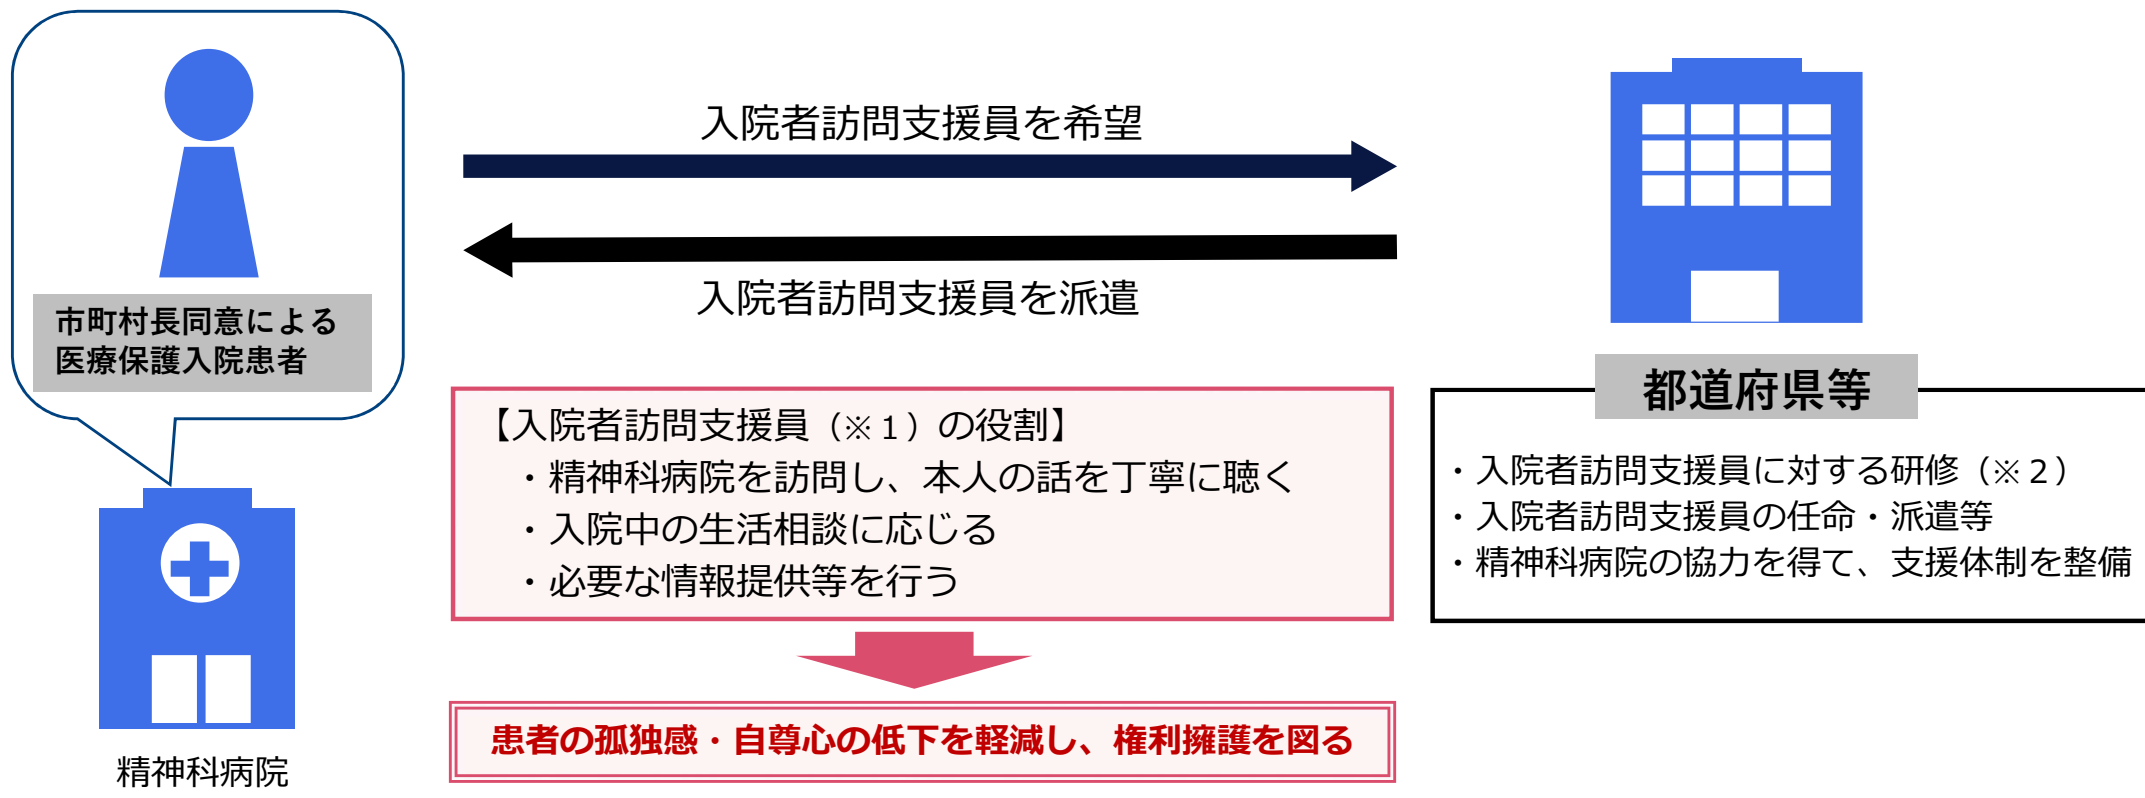 入院者訪問支援員を希望
入院者訪問支援員を派遣
市町村長同意による
医療保護入院患者
精神科病院
【入院者訪問支援員（※１）の役割】
・精神科病院を訪問し、本人の話を丁寧に聴く
・入院中の生活相談に応じる
・必要な情報提供等を行う
患者の孤独感・自尊心の低下を軽減し、権利擁護を図る
都道府県等
・入院者訪問支援員に対する研修（※２）
・入院者訪問支援員の任命・派遣等
・精神科病院の協力を得て、支援体制を整備